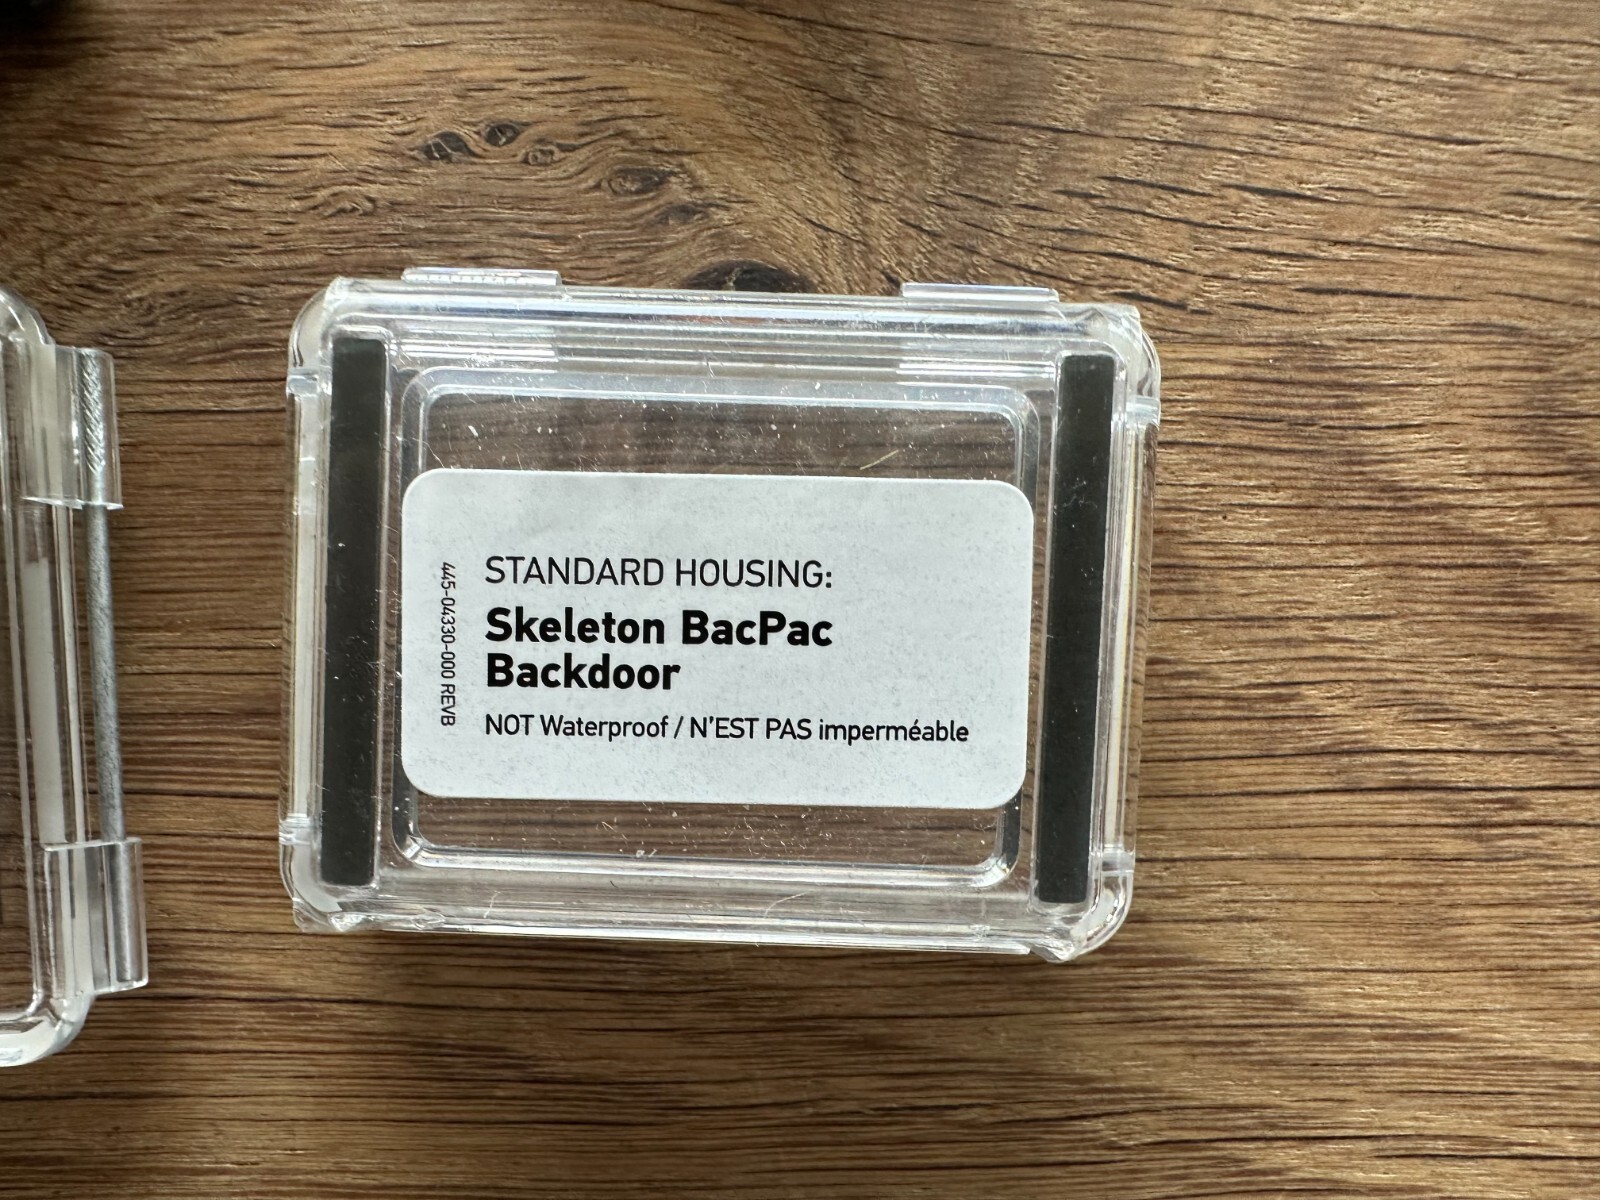 STANDARD HOUSING:
Skeleton BacPac
Backdoor
NOT Waterproof / N'EST PAS imperméable
445-04330-000 REVB